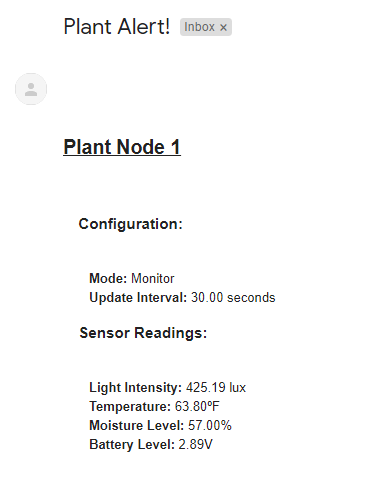 Plant Alert!
Inbox x
Plant Node 1
Configuration:
Mode: Monitor
Update Interval: 30.00 seconds
Sensor Readings:
Light Intensity: 425.19 lux
Temperature: 63.80ºF
Moisture Level: 57.00%
Battery Level: 2.89V